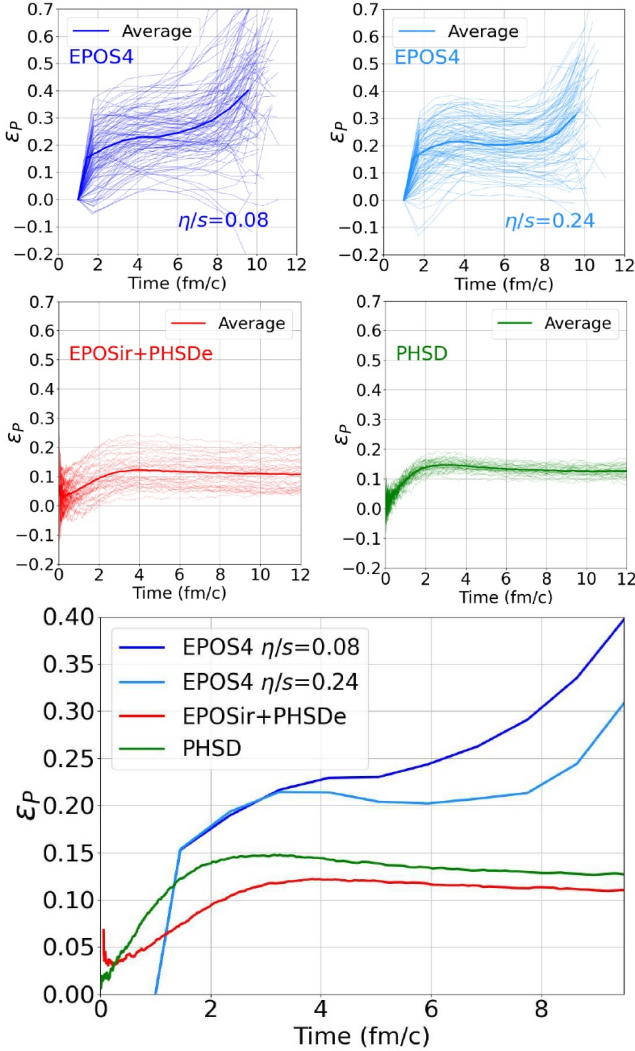 0.7
0.6
0.5
0.4
0.3
0.2
0.1
0.0
−0.1
−0.2
εP
Average
EPOS4
η/s=0.08
0 2 4 6 8 10 12
Time (fm/c)
0.7
0.6
0.5
0.4
0.3
0.2
0.1
0.0
−0.1
−0.2
εP
Average
EPOS4
η/s=0.24
0 2 4 6 8 10 12
Time (fm/c)
0.7
0.6
0.5
0.4
0.3
0.2
0.1
0.0
−0.1
−0.2
εP
Average
EPOSir+PHSDe
0 2 4 6 8 10 12
Time (fm/c)
0.7
0.6
0.5
0.4
0.3
0.2
0.1
0.0
−0.1
−0.2
εP
Average
PHSD
0 2 4 6 8 10 12
Time (fm/c)
0.40
0.35
0.30
0.25
0.20
0.15
0.10
0.05
0.00
εP
EPOS4 η/s=0.08
EPOS4 η/s=0.24
EPOSir+PHSDe
PHSD
0 2 4 6 8
Time (fm/c)